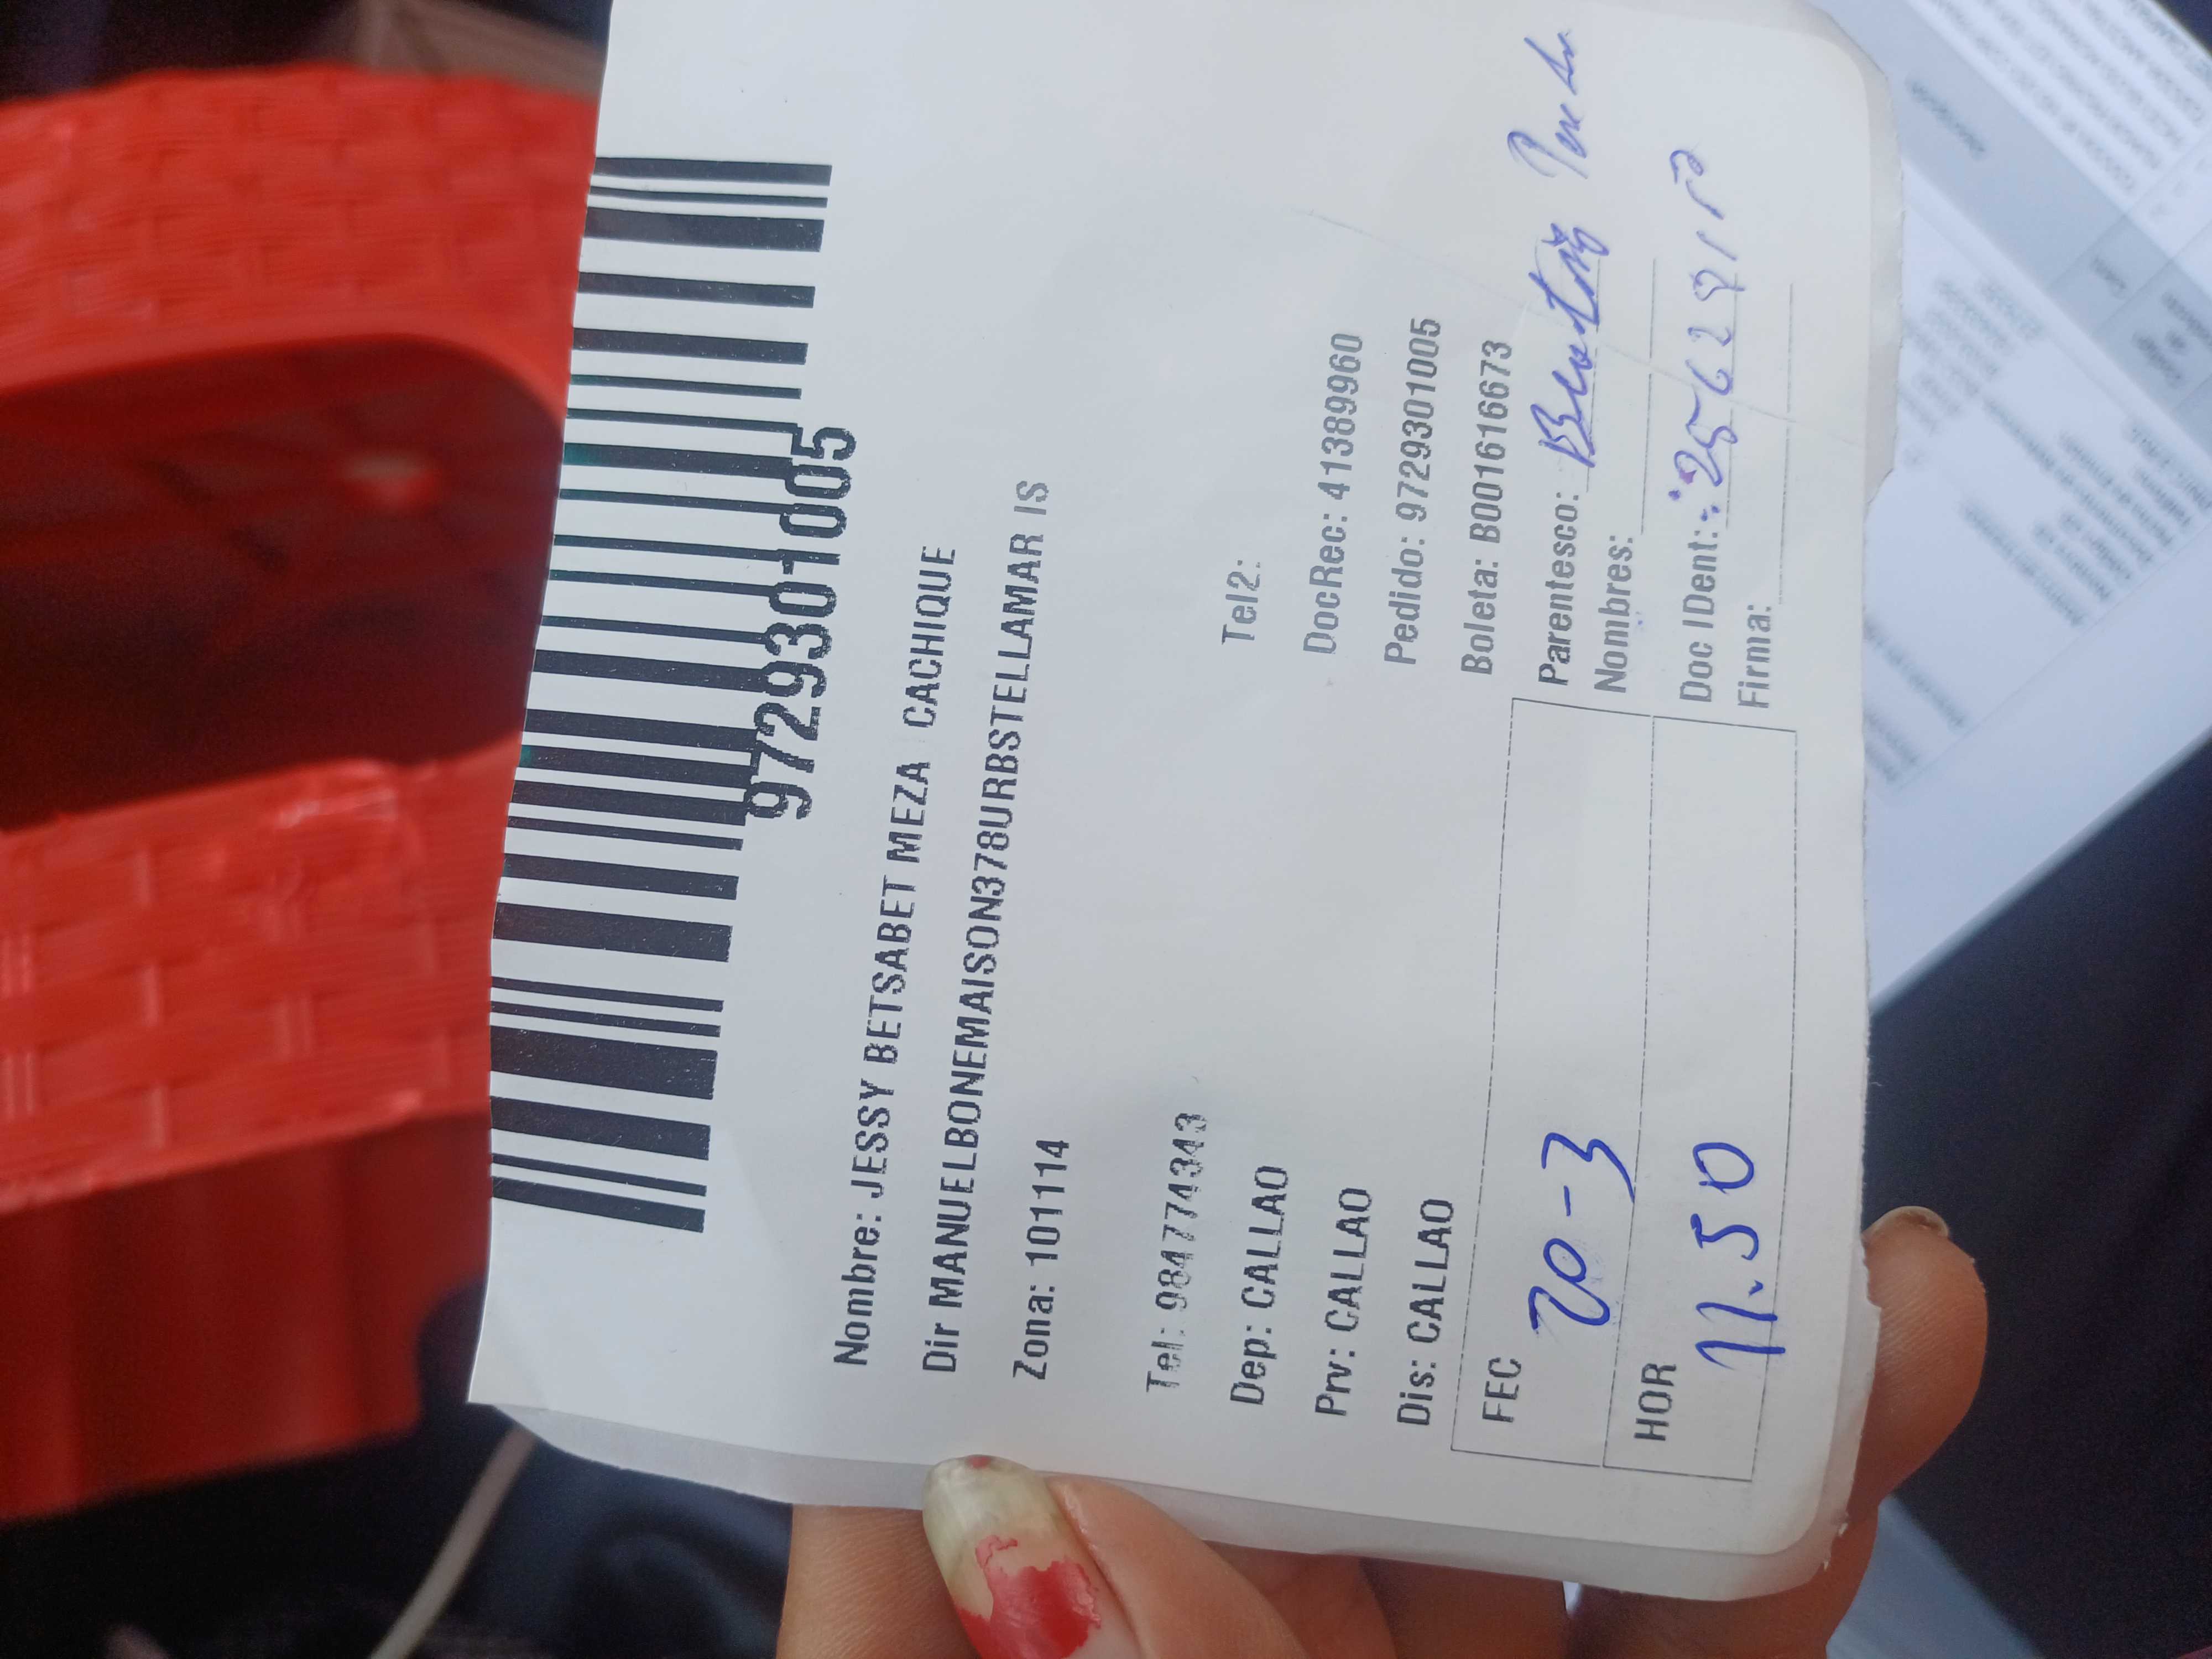 9729301005
Nombre: JESSY BETSABET MEZA CACHIQUE
Dir MANUELBONEMAISON378URBSTELLAMAR IS
Zona: 101114
Tel: 984774343 Tel2:
Dep: CALLAO DocRec: 41389960
Prv: CALLAO Pedido: 9729301005
Dis: CALLAO Boleta: B001616673
FEC 20-3 Parentesco:
Nombres:
HOR 11.50 Doc IDent:
Firma: